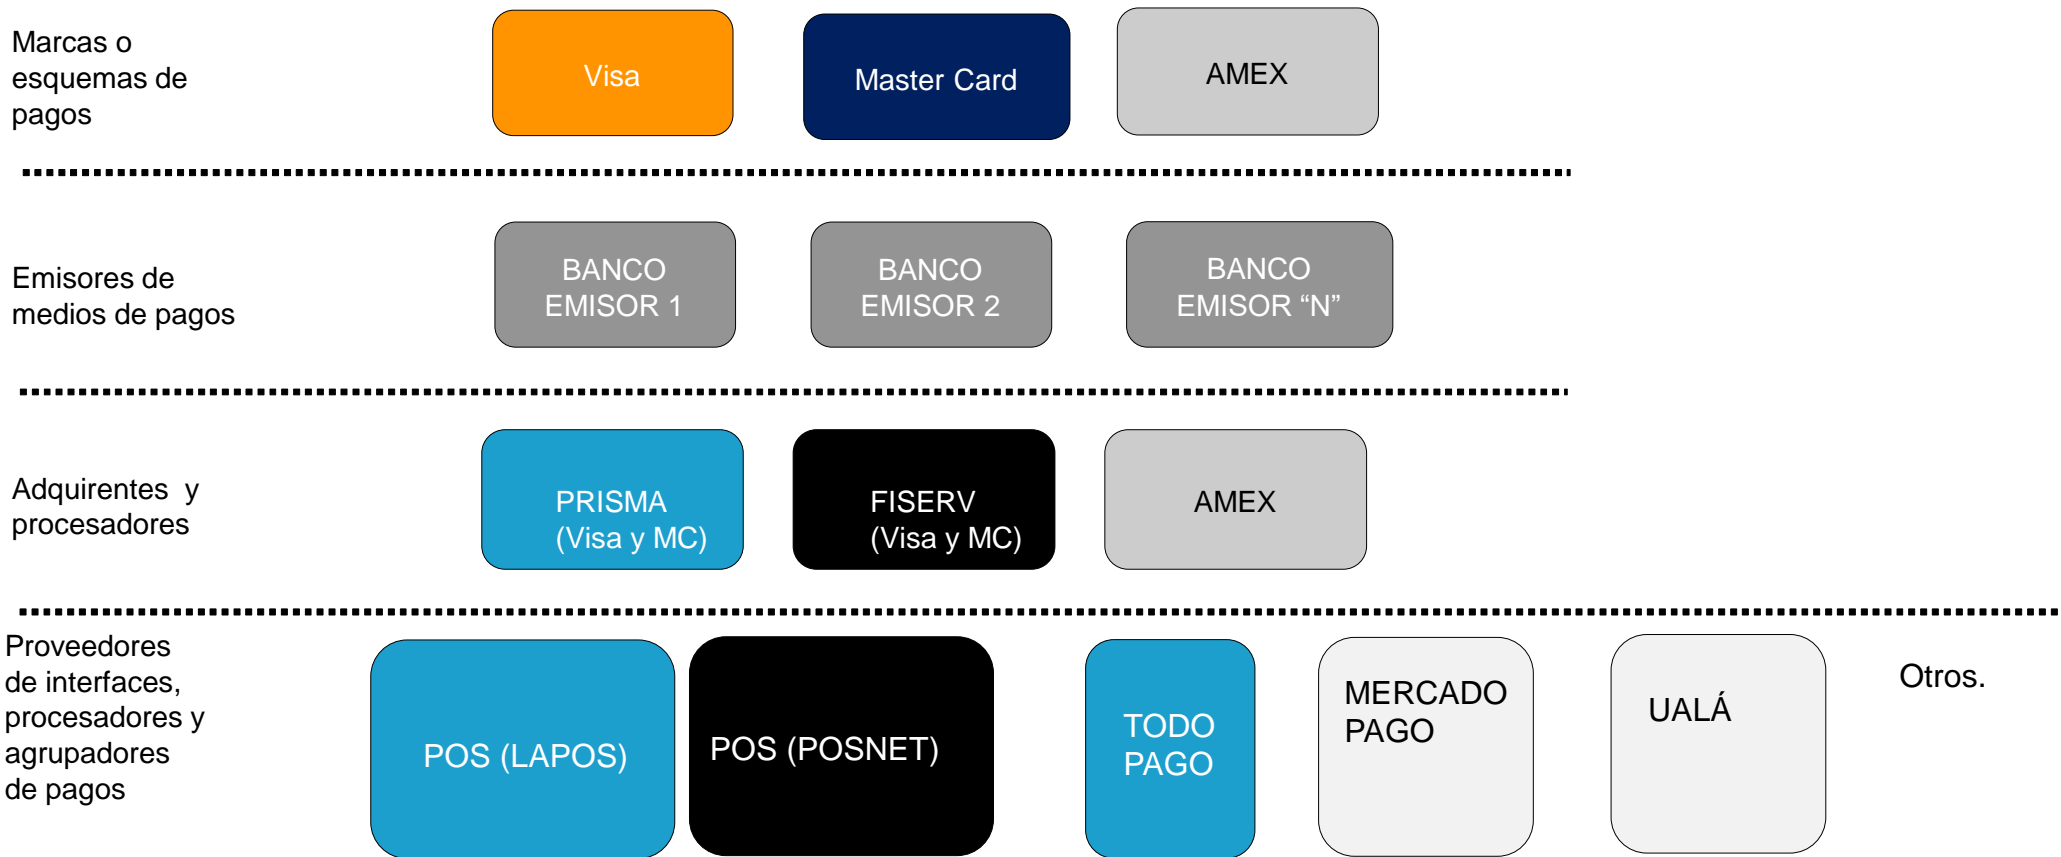 Marcas o
esquemas de
pagos
Visa
Master Card
AMEX
Emisores de
medios de pagos
BANCO
EMISOR 1
BANCO
EMISOR 2
BANCO
EMISOR “N”
Adquirentes y
procesadores
PRISMA
(Visa y MC)
FISERV
(Visa y MC)
AMEX
Proveedores
de interfaces,
procesadores y
agrupadores
de pagos
POS (LAPOS)
POS (POSNET)
TODO
PAGO
MERCADO
PAGO
UALÁ
Otros.